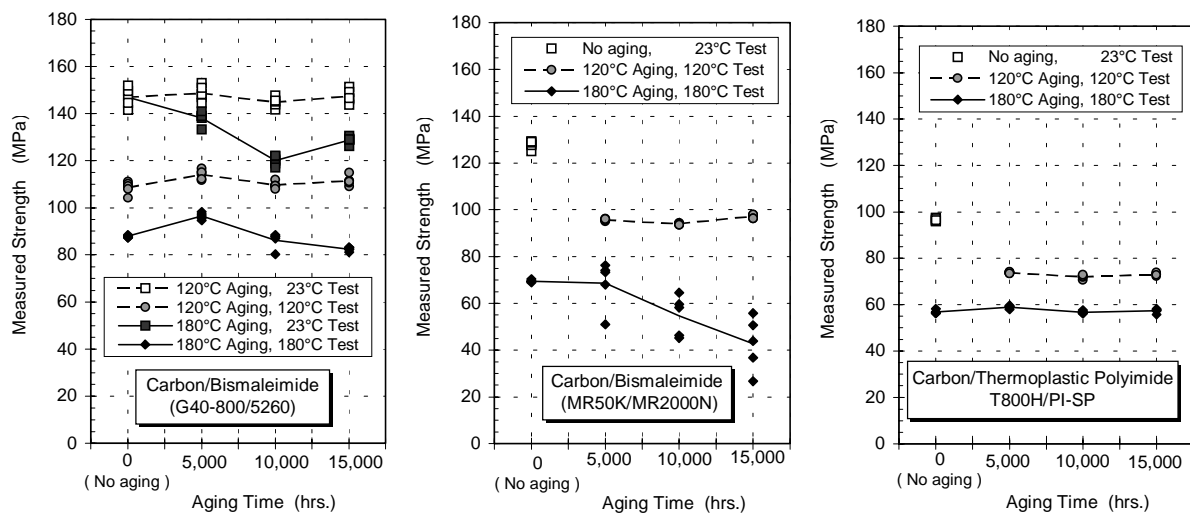 Measured Strength (MPa)
180
160
140
120
100
80
60
40
20
0
120°C Aging, 23°C Test
120°C Aging, 120°C Test
180°C Aging, 23°C Test
180°C Aging, 180°C Test
Carbon/Bismaleimide
(G40-800/5260)
0 5,000 10,000 15,000
( No aging )
Aging Time (hrs.)
Measured Strength (MPa)
180
160
140
120
100
80
60
40
20
0
No aging, 23°C Test
120°C Aging, 120°C Test
180°C Aging, 180°C Test
Carbon/Bismaleimide
(MR50K/MR2000N)
0 5,000 10,000 15,000
( No aging )
Aging Time (hrs.)
Measured Strength (MPa)
180
160
140
120
100
80
60
40
20
0
No aging, 23°C Test
120°C Aging, 120°C Test
180°C Aging, 180°C Test
Carbon/Thermoplastic Polyimide
T800H/PI-SP
0 5,000 10,000 15,000
( No aging )
Aging Time (hrs.)